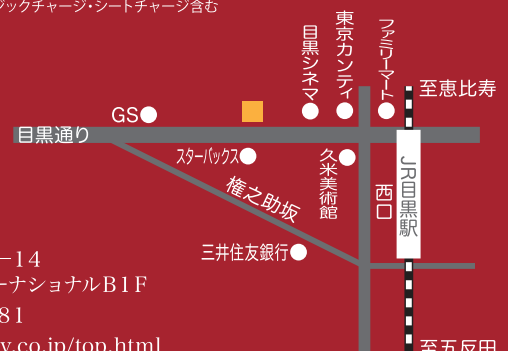 ジックチャージ・シートチャージ含む
目黒シネマ
東京カンティ
ファミリーマート
至恵比寿
GS
目黒通り
スターバックス
久米美術館
西口
JR目黒駅
権之助坂
三井住友銀行
−14
ーナショナルB1F
81
y.co.jp/top.html
至五反田